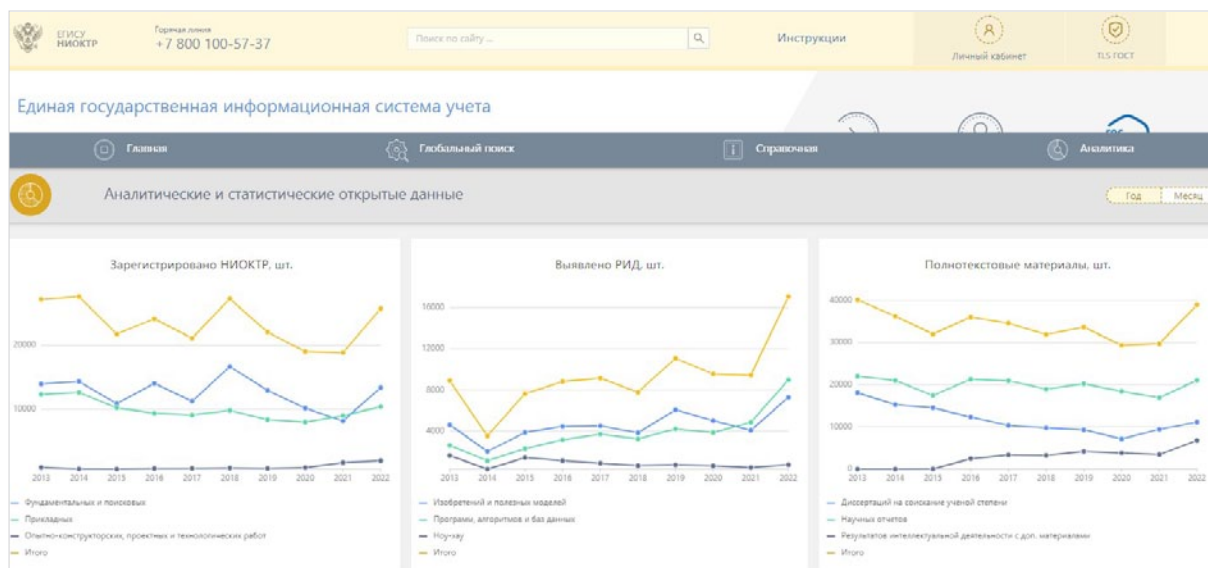 ЕГИСУ
НИОКТР
Горячая линия
+7 800 100-57-37
Поиск по сайту ...
Инструкции
Личный кабинет
TLS ГОСТ
Единая государственная информационная система учета
Главная
Глобальный поиск
Справочная
Аналитика
Аналитические и статистические открытые данные
Год
Месяц
Зарегистрировано НИОКТР, шт.
20000
10000
2013 2014 2015 2016 2017 2018 2019 2020 2021 2022
Фундаментальных и поисковых
Прикладных
Опытно-конструкторских, проектных и технологических работ
Итого
Выявлено РИД, шт.
16000
12000
8000
4000
2013 2014 2015 2016 2017 2018 2019 2020 2021 2022
Изобретений и полезных моделей
Программ, алгоритмов и баз данных
Ноу-хау
Итого
Полнотекстовые материалы, шт.
40000
30000
20000
10000
0
2013 2014 2015 2016 2017 2018 2019 2020 2021 2022
Диссертаций на соискание ученой степени
Научных отчетов
Результатов интеллектуальной деятельности с доп. материалами
Итого